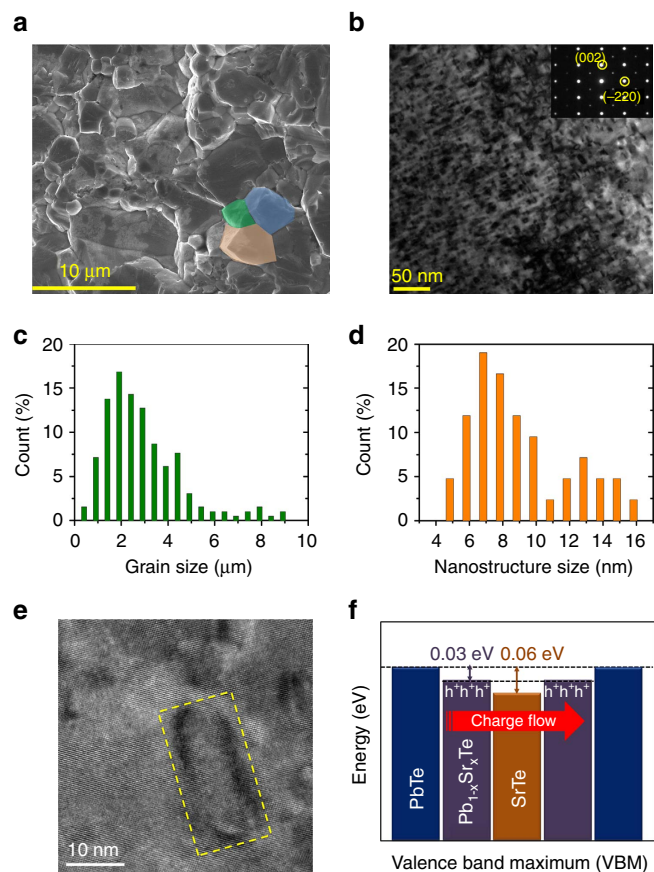 a
10 μm
b
(002)
(−220)
50 nm
c
20
15
10
5
0
Count (%)
0 2 4 6 8 10
Grain size (μm)
d
20
15
10
5
0
Count (%)
4 6 8 10 12 14 16
Nanostructure size (nm)
e
10 nm
f
0.03 eV 0.06 eV
h⁺h⁺h⁺ h⁺h⁺h⁺
Charge flow
Energy (eV)
PbTe
Pb₁₋ₓSrₓTe
SrTe
Valence band maximum (VBM)